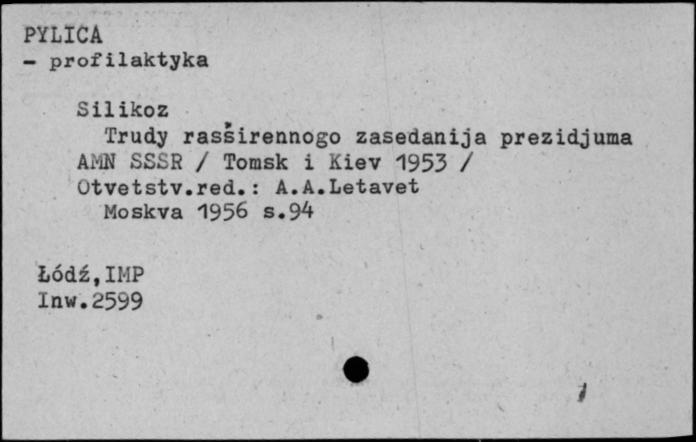 PYLICA
- profilaktyka
Silikoz
Trudy rasširennogo zasedanija prezidjuma
AMN SSSR / Tomsk i Kiev 1953 /
Otvetstv.red.: A.A.Letavet
Moskva 1956 s.94
Łódź,IMP
Inw.2599